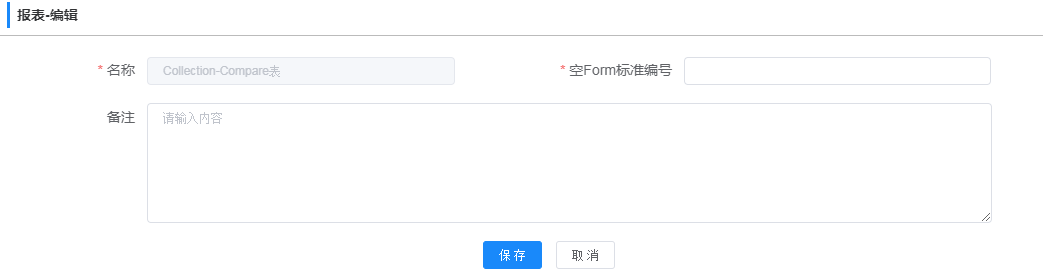 报表-编辑
* 名称 Collection-Compare表 * 空Form标准编号
备注 请输入内容
保存 取消